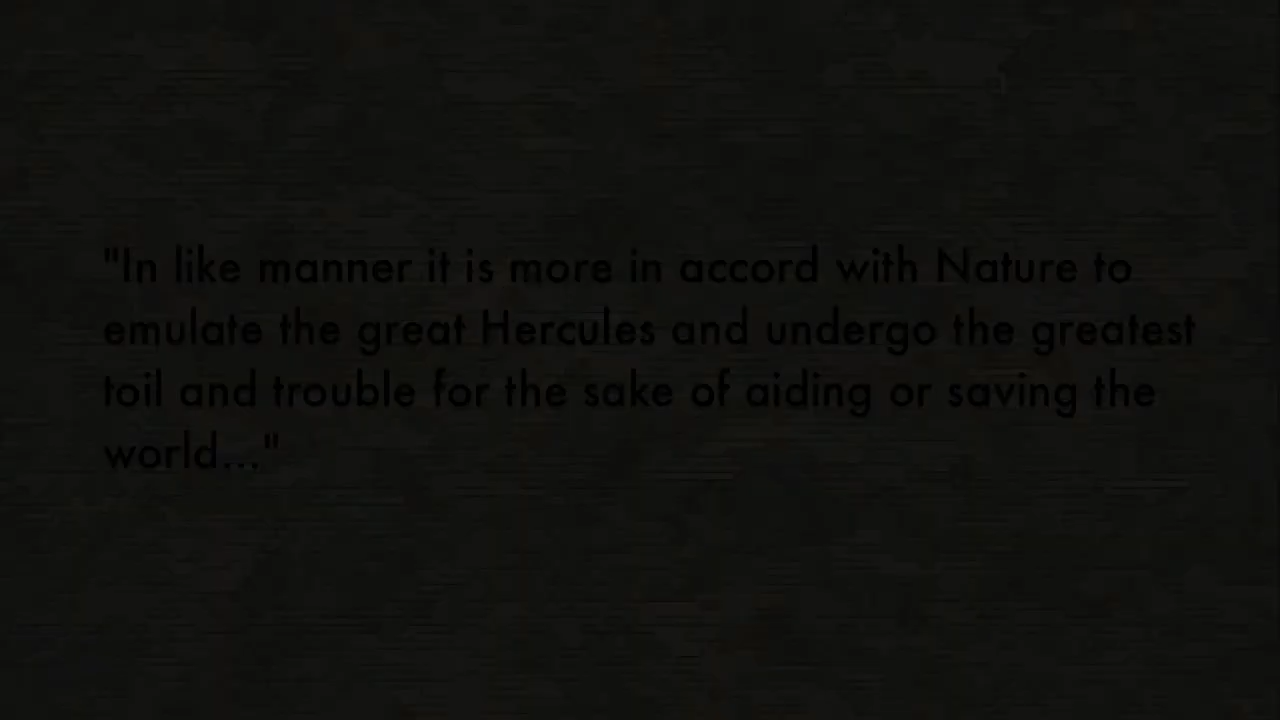 "In like manner it is more in accord with Nature to
emulate the great Hercules and undergo the greatest
toil and trouble for the sake of aiding or saving the
world..."